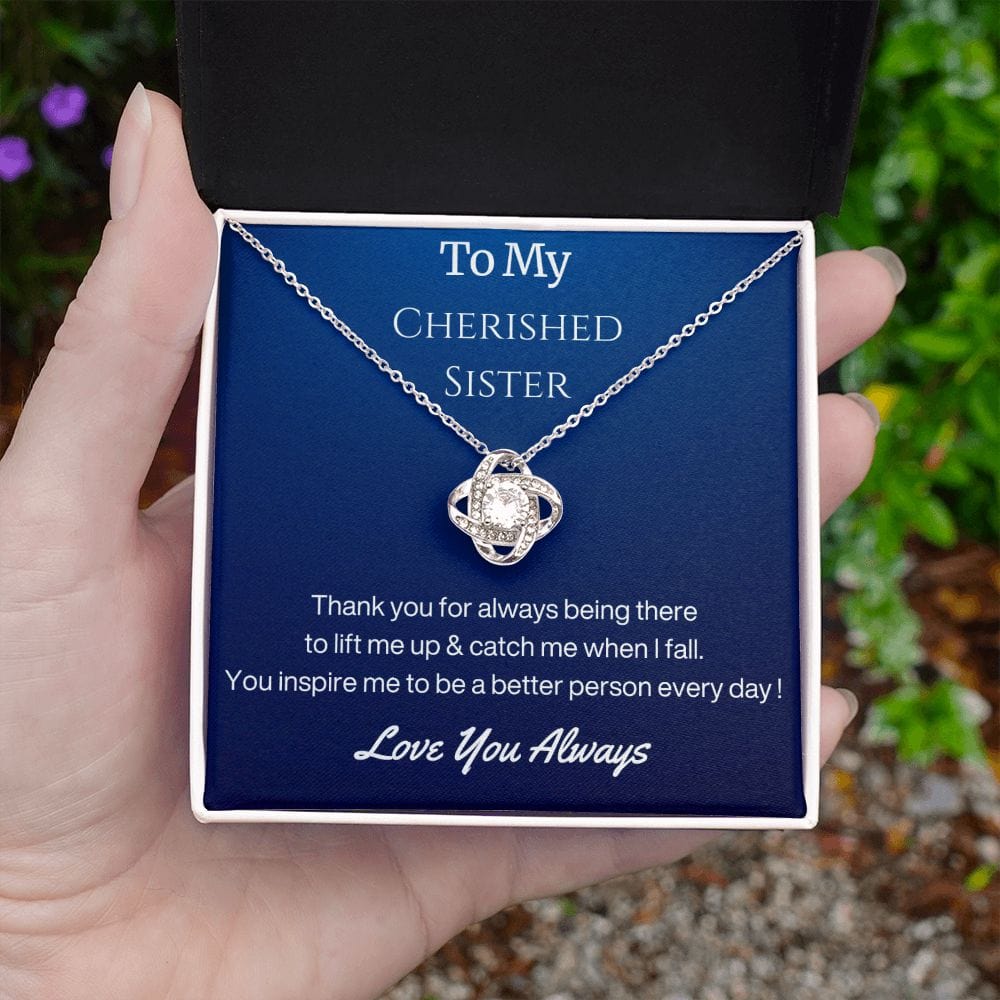 To My
Cherished
Sister
Thank you for always being there
to lift me up & catch me when I fall.
You inspire me to be a better person every day !
Love You Always